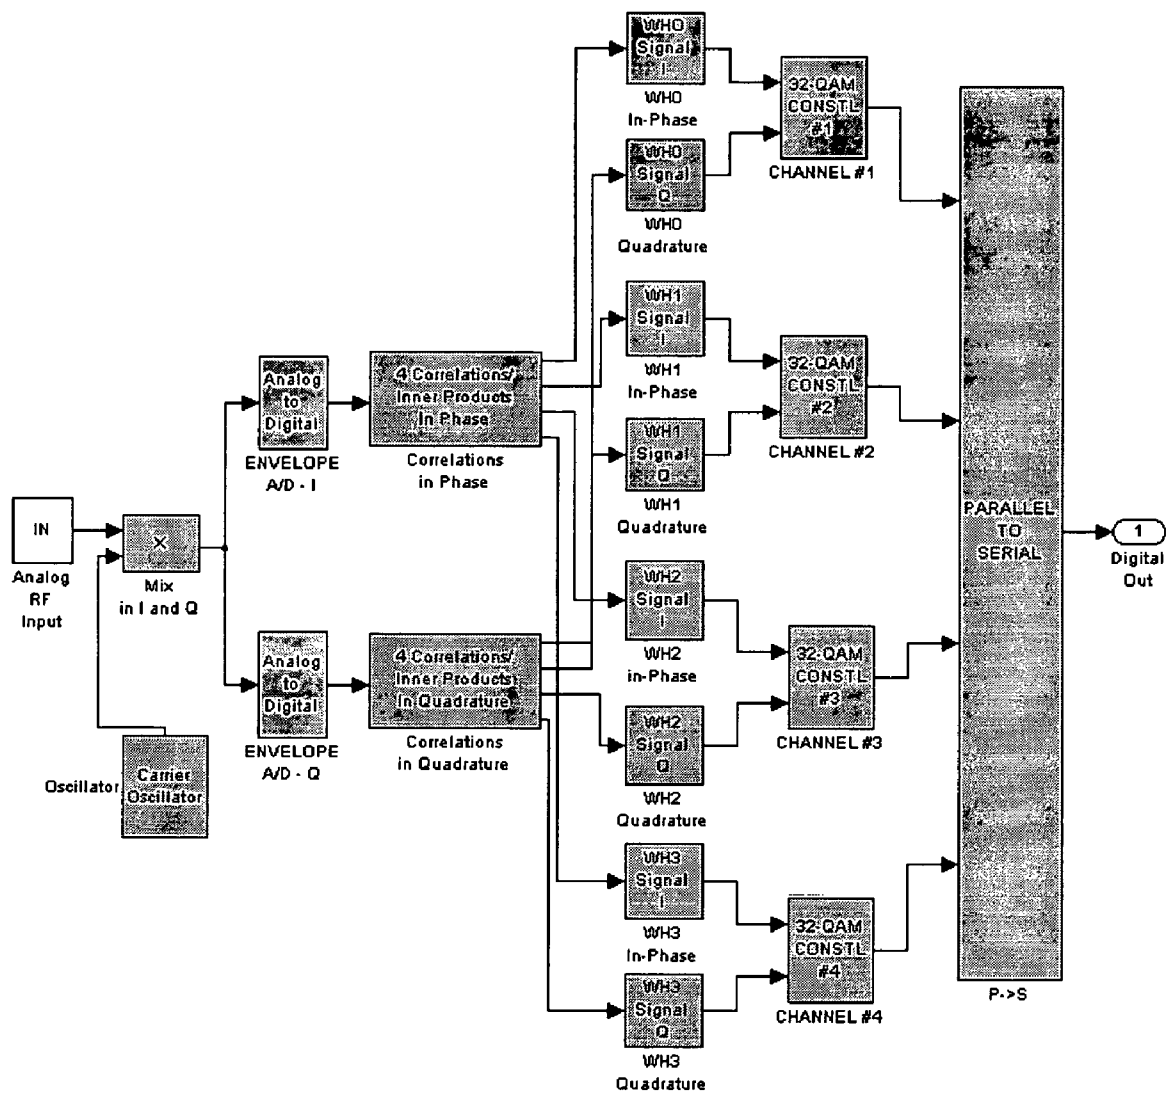 WH0
Signal
I
WH0
In-Phase
WH0
Signal
Q
WH0
Quadrature
32-QAM
CONSTL
#1
CHANNEL #1
WH1
Signal
I
WH1
In-Phase
WH1
Signal
Q
WH1
Quadrature
32-QAM
CONSTL
#2
CHANNEL #2
Analog
to
Digital
ENVELOPE
A/D - I
4 Correlations/
Inner Products
In Phase
Correlations
in Phase
IN
Analog
RF
Input
×
Mix
in I and Q
Analog
to
Digital
ENVELOPE
A/D - Q
4 Correlations/
Inner Products
In Quadrature
Correlations
in Quadrature
Oscillator
Carrier
Oscillator
WH2
Signal
I
WH2
in-Phase
WH2
Signal
Q
WH2
Quadrature
32-QAM
CONSTL
#3
CHANNEL #3
WH3
Signal
I
WH3
In-Phase
WH3
Signal
Q
WH3
Quadrature
32-QAM
CONSTL
#4
CHANNEL #4
PARALLEL
TO
SERIAL
P->S
1
Digital
Out